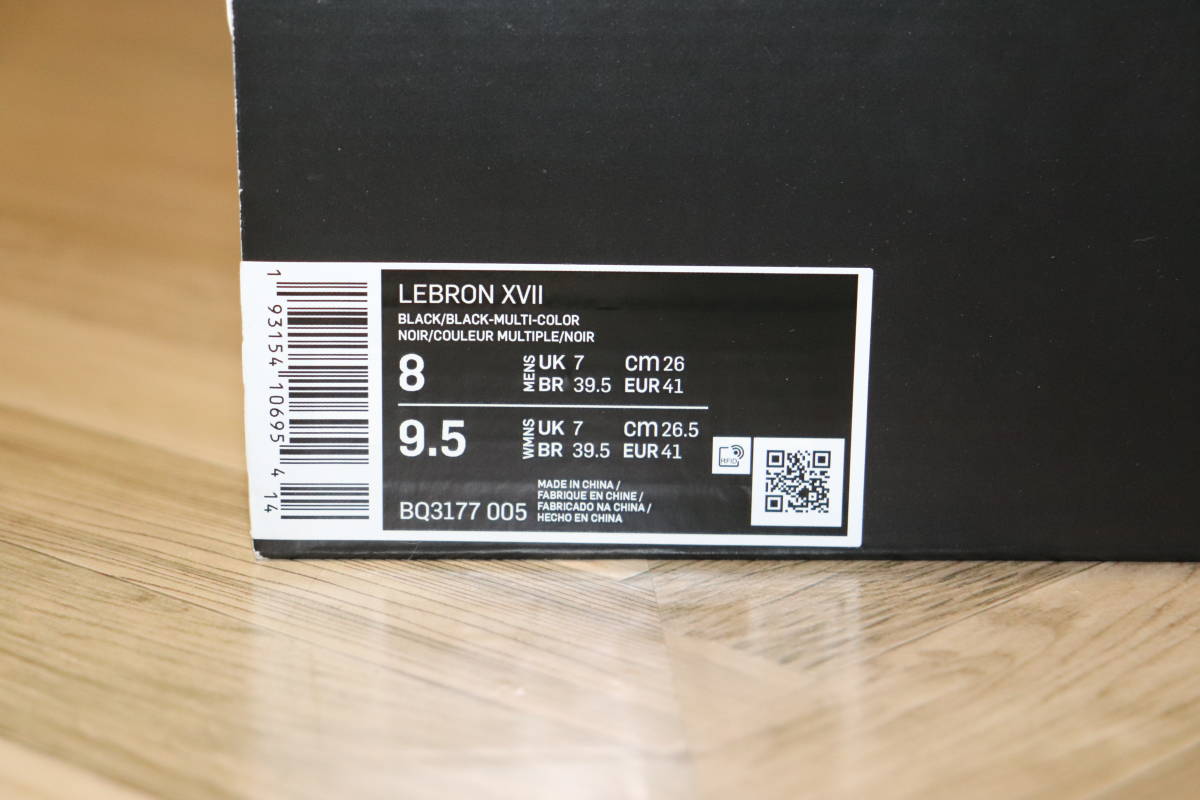 LEBRON XVII
BLACK/BLACK-MULTI-COLOR
NOIR/COULEUR MULTIPLE/NOIR
8 MENS UK 7 cm 26
BR 39.5 EUR 41
9.5 WMNS UK 7 cm 26.5
BR 39.5 EUR 41
RFID
BQ3177 005
MADE IN CHINA /
FABRIQUE EN CHINE /
FABRICADO NA CHINA /
HECHO EN CHINA
1 93154 10695 4 14